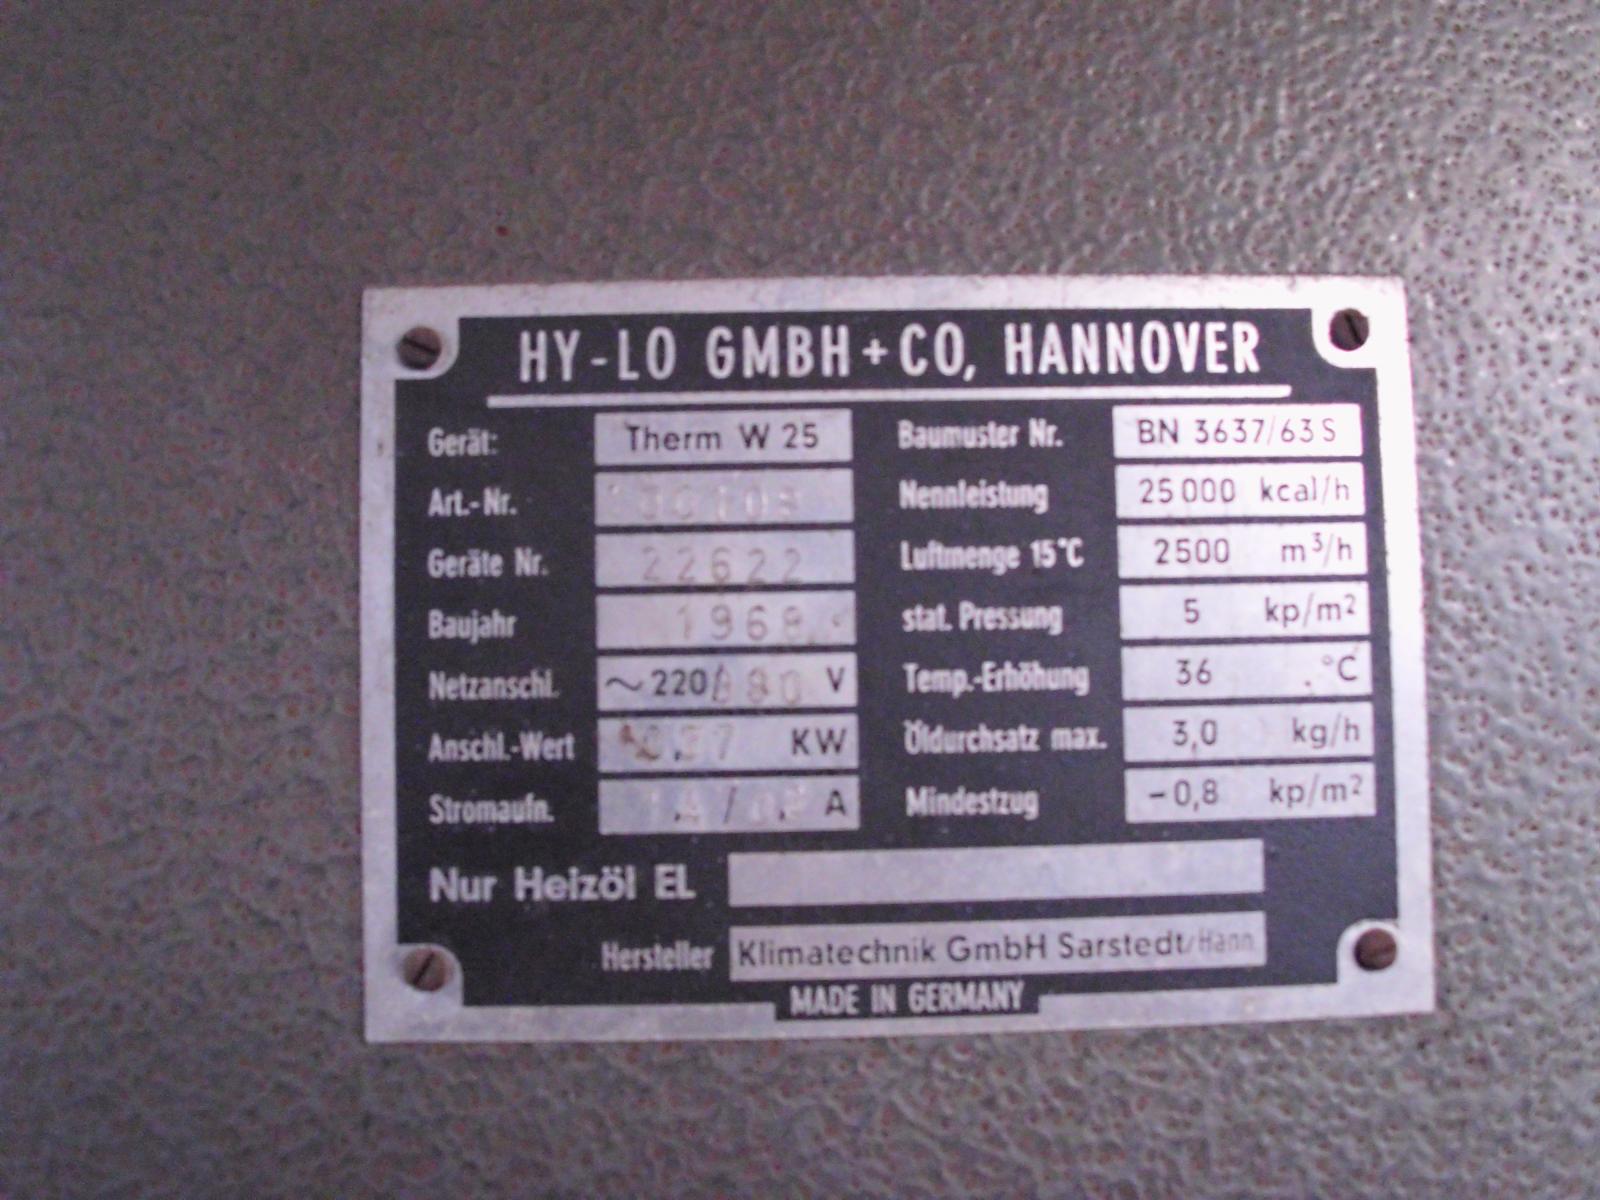 HY-LO GMBH+CO, HANNOVER
Gerät: Therm W 25 Baumuster Nr. BN 3637/63 S
Art.-Nr. Nennleistung 25 000 kcal/h
Geräte Nr. 22622 Luftmenge 15°C 2500 m³/h
Baujahr 1968 stat. Pressung 5 kp/m²
Netzanschl. ~220/ V Temp.-Erhöhung 36 °C
Anschl.-Wert KW Öldurchsatz max. 3,0 kg/h
Stromaufn. / A Mindestzug -0,8 kp/m²
Nur Heizöl EL
Hersteller Klimatechnik GmbH Sarstedt/Hann
MADE IN GERMANY